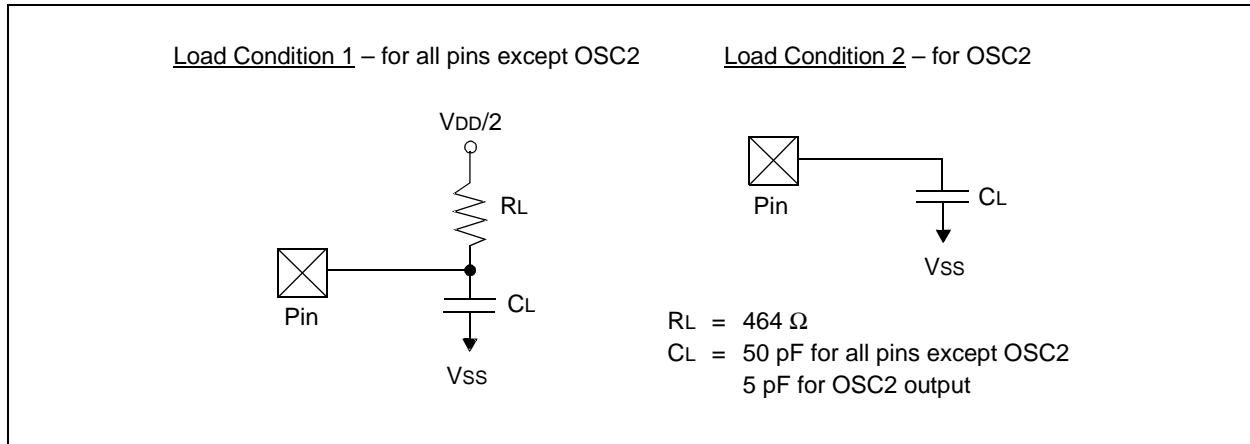 Load Condition 1 – for all pins except OSC2
VDD/2
RL
Pin
CL
VSS
Load Condition 2 – for OSC2
Pin
CL
VSS
RL = 464 Ω
CL = 50 pF for all pins except OSC2
5 pF for OSC2 output